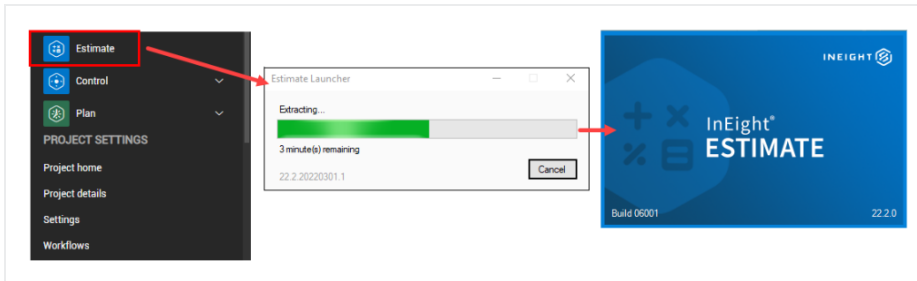 Estimate
Control
Plan
PROJECT SETTINGS
Project home
Project details
Settings
Workflows
Estimate Launcher
Extracting...
3 minute(s) remaining
22.2.20220301.1
Cancel
INEIGHT
InEight®
ESTIMATE
Build 06001
22.2.0